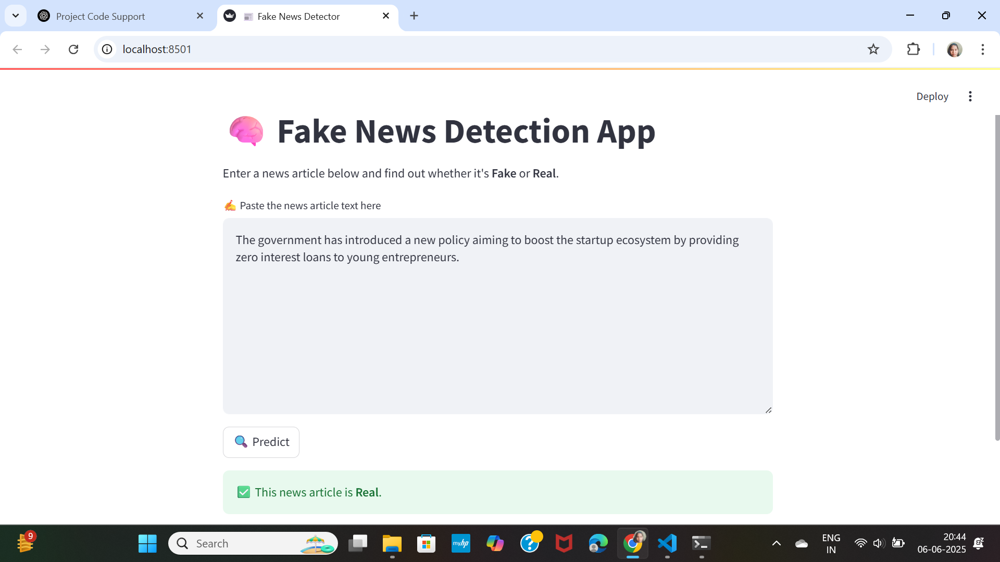 Project Code Support
Fake News Detector
localhost:8501
Deploy
Fake News Detection App
Enter a news article below and find out whether it's Fake or Real.
Paste the news article text here
The government has introduced a new policy aiming to boost the startup ecosystem by providing
zero interest loans to young entrepreneurs.
Predict
This news article is Real.
9
Search
myhp
ENG
IN
20:44
06-06-2025